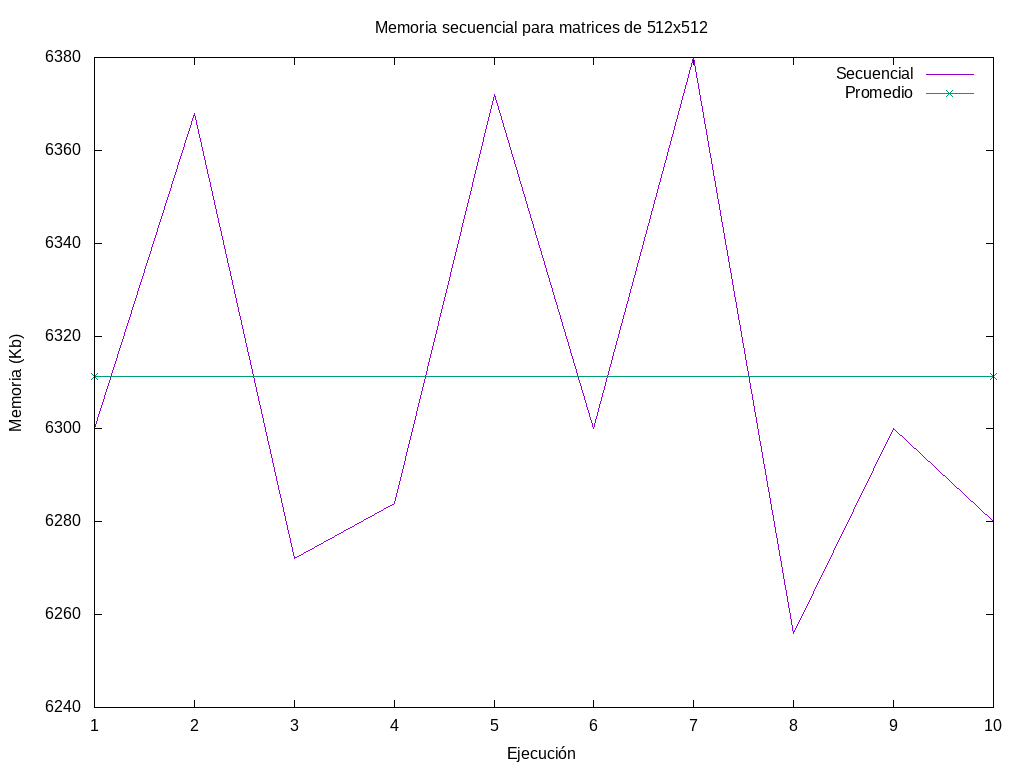 Memoria secuencial para matrices de 512x512
6380
6360
6340
6320
6300
6280
6260
6240
Memoria (Kb)
Secuencial
Promedio
1 2 3 4 5 6 7 8 9 10
Ejecución